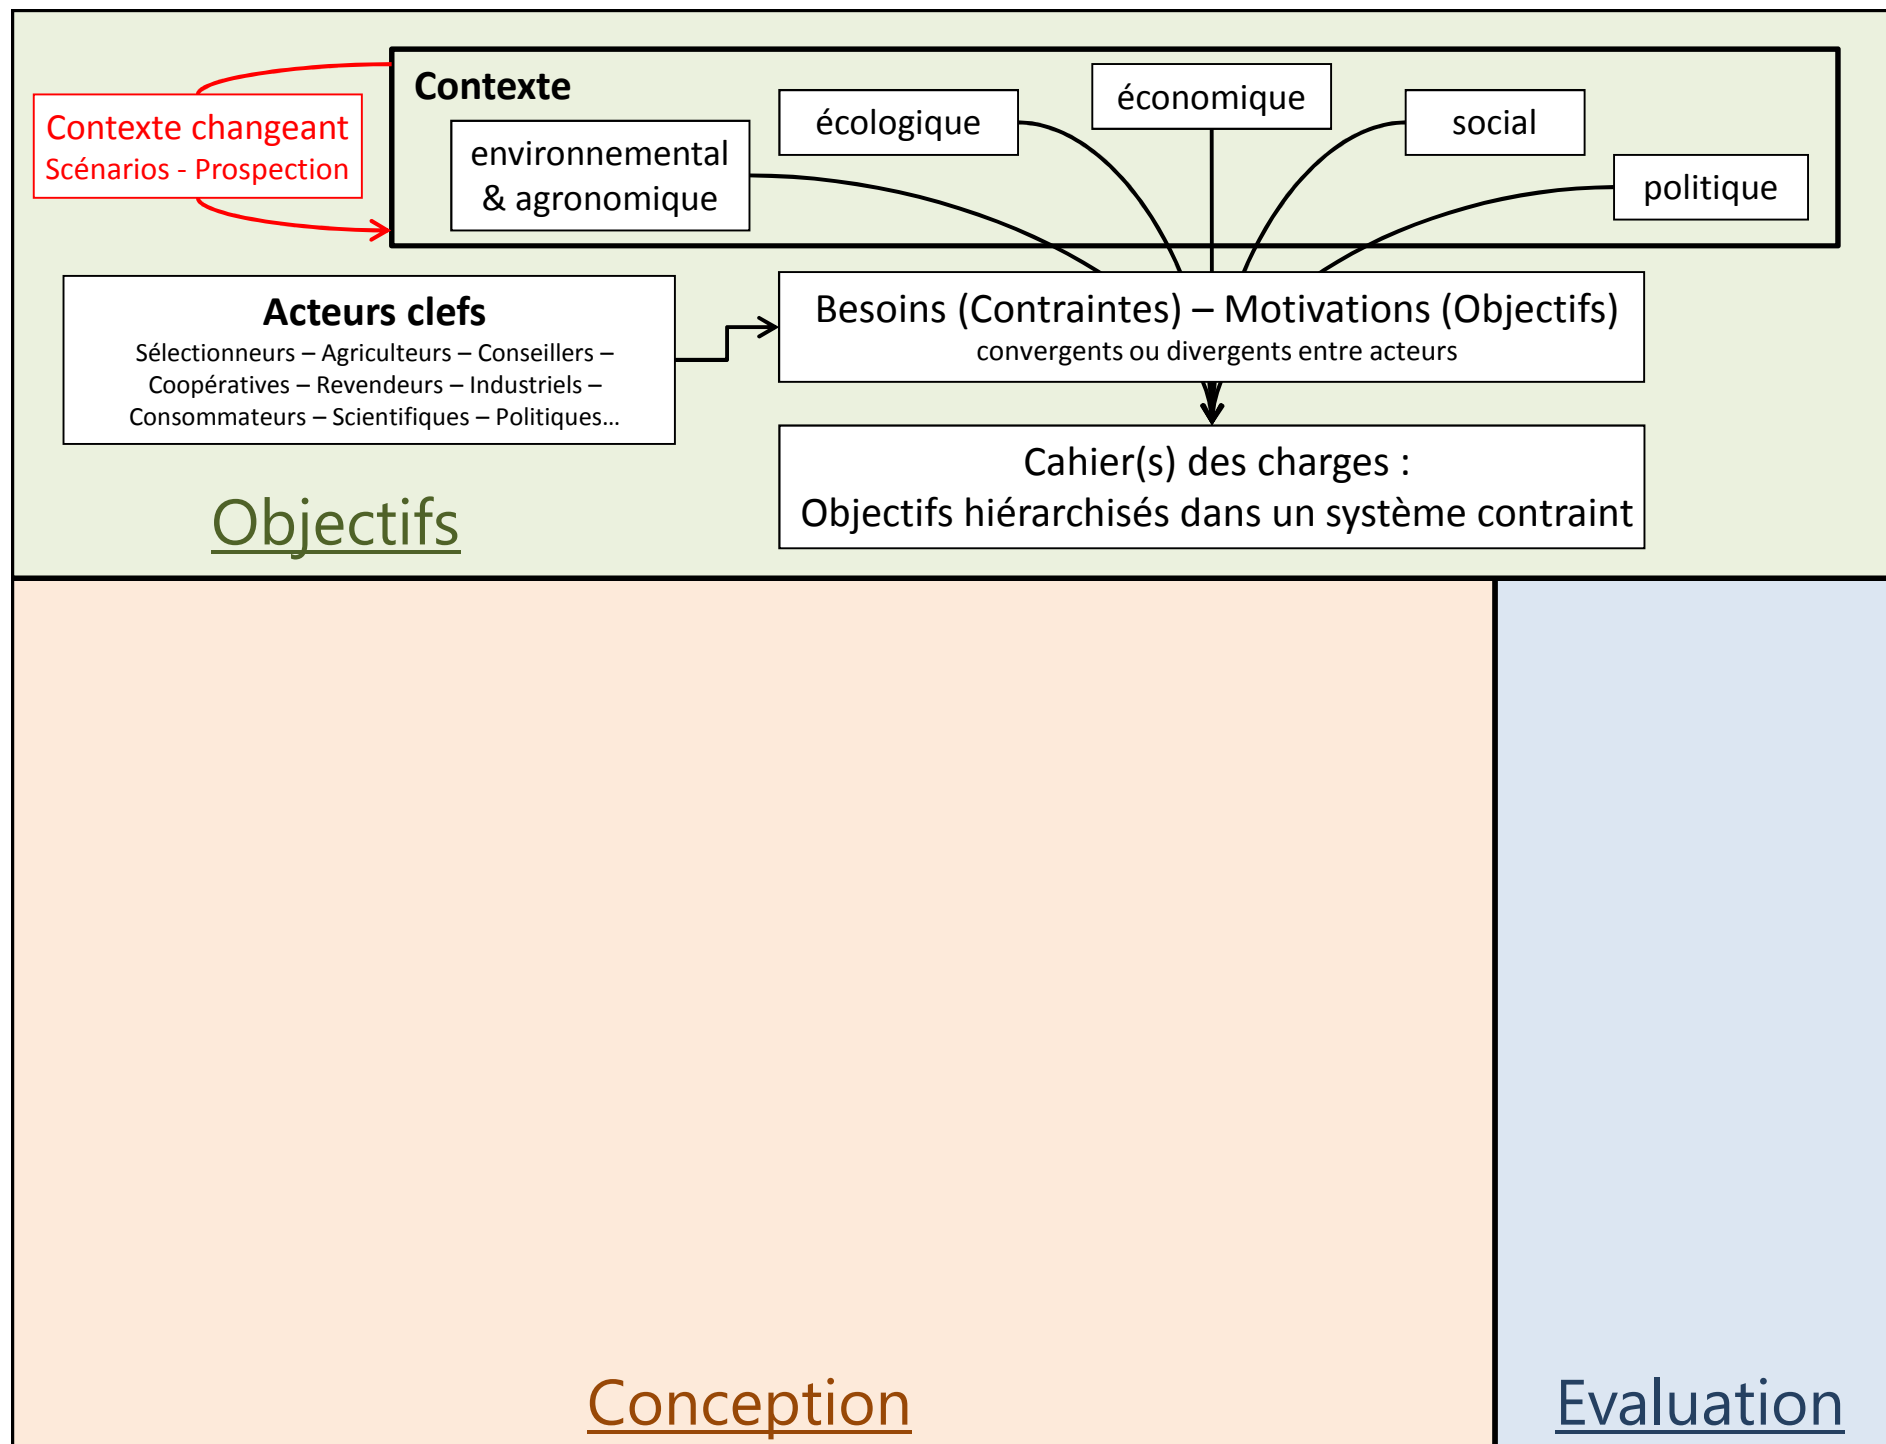 Contexte changeant
Scénarios - Prospection
Contexte
environnemental
& agronomique
écologique
économique
social
politique
Acteurs clefs
Sélectionneurs – Agriculteurs – Conseillers –
Coopératives – Revendeurs – Industriels –
Consommateurs – Scientifiques – Politiques…
Besoins (Contraintes) – Motivations (Objectifs)
convergents ou divergents entre acteurs
Cahier(s) des charges :
Objectifs hiérarchisés dans un système contraint
Objectifs
Conception
Evaluation